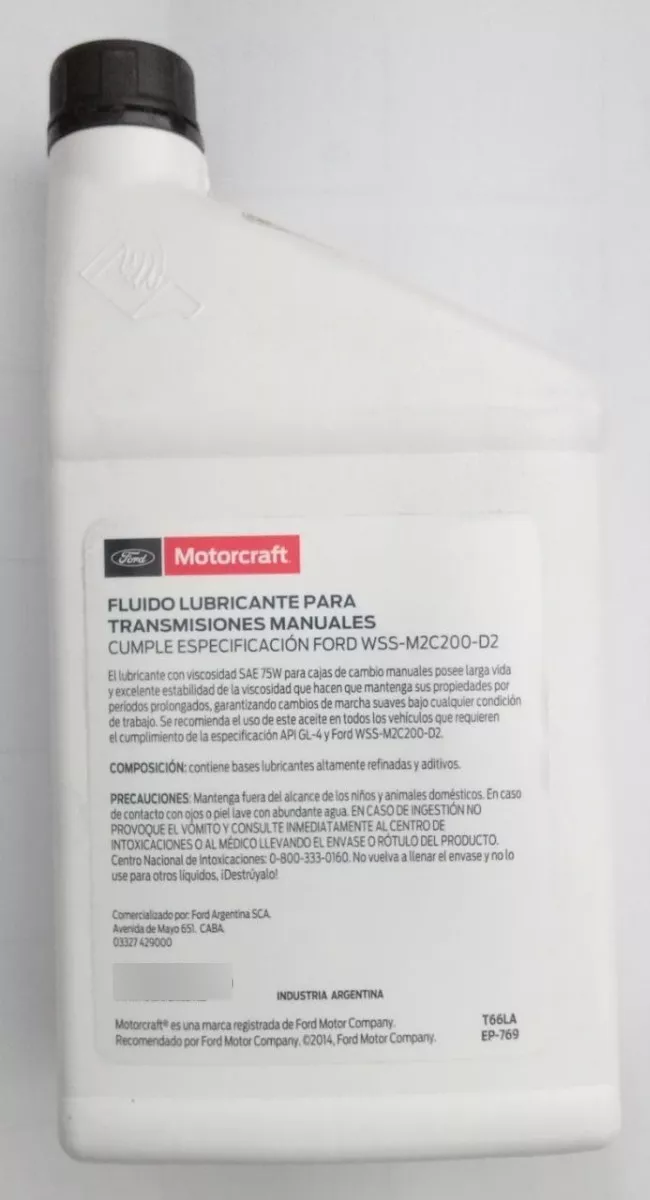 Ford Motorcraft
FLUIDO LUBRICANTE PARA
TRANSMISIONES MANUALES
CUMPLE ESPECIFICACIÓN FORD WSS-M2C200-D2
El lubricante con viscosidad SAE 75W para cajas de cambio manuales posee larga vida
y excelente estabilidad de la viscosidad que hacen que mantenga sus propiedades por
períodos prolongados, garantizando cambios de marcha suaves bajo cualquier condición
de trabajo. Se recomienda el uso de este aceite en todos los vehículos que requieren
el cumplimiento de la especificación API GL-4 y Ford WSS-M2C200-D2.
COMPOSICIÓN: contiene bases lubricantes altamente refinadas y aditivos.
PRECAUCIONES: Mantenga fuera del alcance de los niños y animales domésticos. En caso
de contacto con ojos o piel lave con abundante agua. EN CASO DE INGESTIÓN NO
PROVOQUE EL VÓMITO Y CONSULTE INMEDIATAMENTE AL CENTRO DE
INTOXICACIONES O AL MÉDICO LLEVANDO EL ENVASE O RÓTULO DEL PRODUCTO.
Centro Nacional de Intoxicaciones: 0-800-333-0160. No vuelva a llenar el envase y no lo
use para otros líquidos, ¡Destrúyalo!
Comercializado por: Ford Argentina SCA.
Avenida de Mayo 651. CABA.
03327 429000
INDUSTRIA ARGENTINA
Motorcraft® es una marca registrada de Ford Motor Company. T66LA
Recomendado por Ford Motor Company. ©2014, Ford Motor Company. EP-769